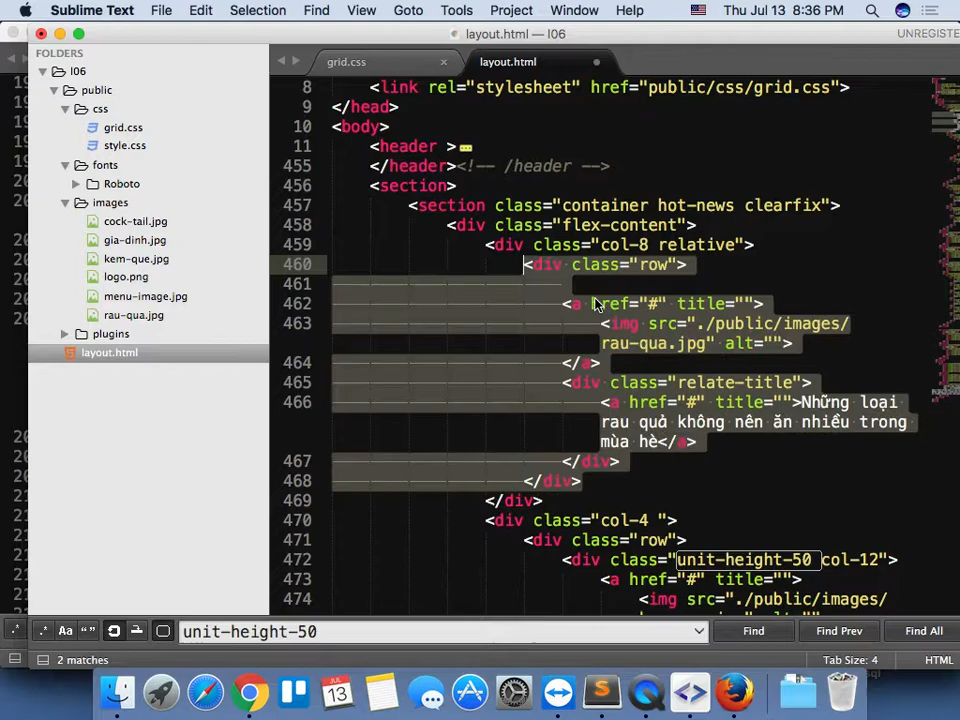 Sublime Text File Edit Selection Find View Goto Tools Project Window Help Thu Jul 13 8:36 PM
layout.html — l06 UNREGISTE
FOLDERS
l06
public
css
grid.css
style.css
fonts
Roboto
images
cock-tail.jpg
gia-dinh.jpg
kem-que.jpg
logo.png
menu-image.jpg
rau-qua.jpg
plugins
layout.html
grid.css × layout.html
8 <link rel="stylesheet" href="public/css/grid.css">
9 </head>
10 <body>
11 <header >
455 </header><!-- /header -->
456 <section>
457 <section class="container hot-news clearfix">
458 <div class="flex-content">
459 <div class="col-8 relative">
460 <div class="row">
461
462 <a href="#" title="">
463 <img src="./public/images/
rau-qua.jpg" alt="">
464 </a>
465 <div class="relate-title">
466 <a href="#" title="">Những loại
rau quả không nên ăn nhiều trong
mùa hè</a>
467 </div>
468 </div>
469 </div>
470 <div class="col-4 ">
471 <div class="row">
472 <div class="unit-height-50 col-12">
473 <a href="#" title="">
474 <img src="./public/images/
.* Aa “” unit-height-50 Find Find Prev Find All
2 matches Tab Size: 4 HTML
JUL
13